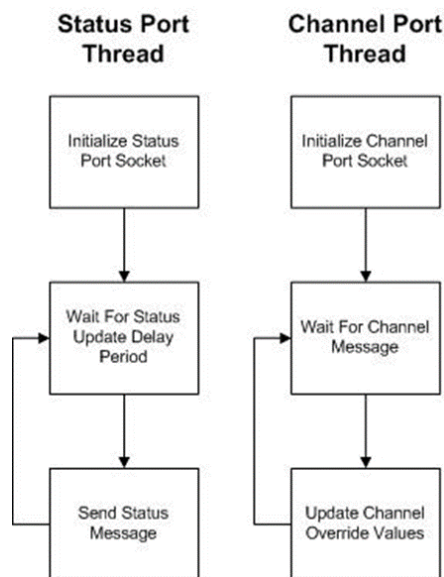 Status Port
Thread
Initialize Status
Port Socket
Wait For Status
Update Delay
Period
Send Status
Message
Channel Port
Thread
Initialize Channel
Port Socket
Wait For Channel
Message
Update Channel
Override Values